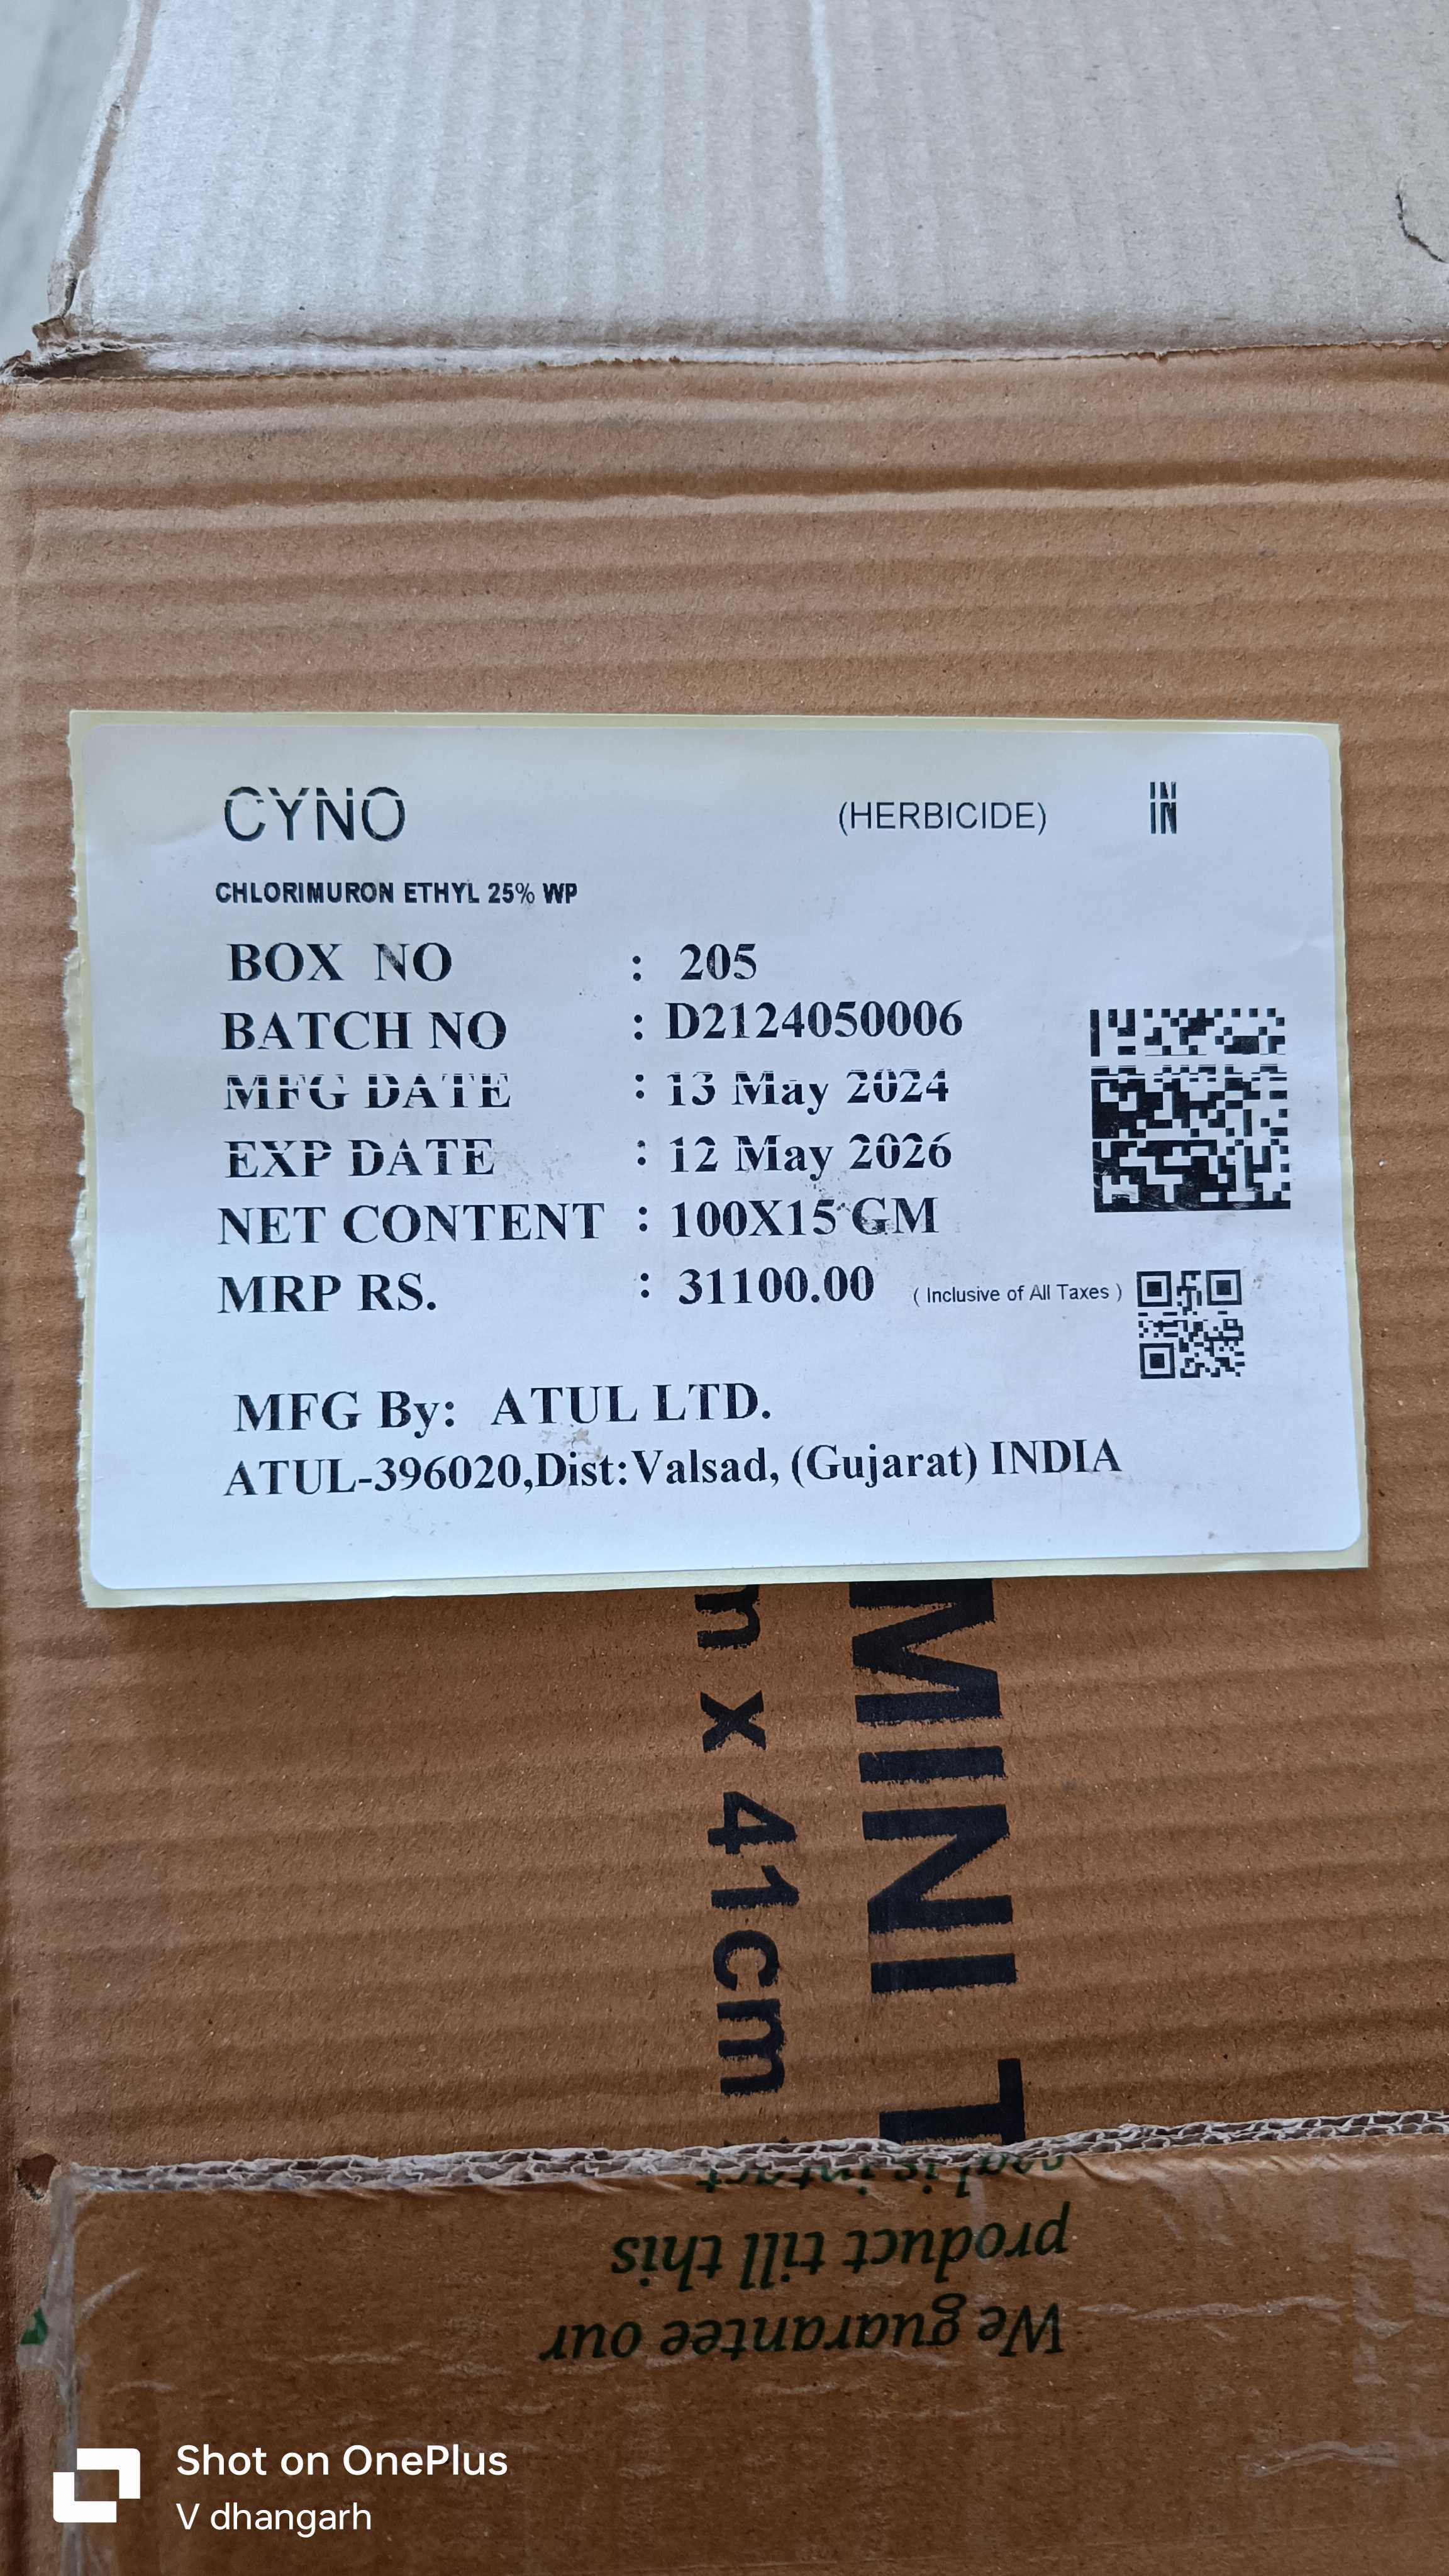 CYNO (HERBICIDE) IN
CHLORIMURON ETHYL 25% WP
BOX NO : 205
BATCH NO : D2124050006
MFG DATE : 13 May 2024
EXP DATE : 12 May 2026
NET CONTENT : 100X15 GM
MRP RS. : 31100.00 ( Inclusive of All Taxes )
MFG By: ATUL LTD.
ATUL-396020,Dist:Valsad, (Gujarat) INDIA
MINI T
m x 41cm
We guarantee our
product till this
seal is intact
Shot on OnePlus
V dhangarh